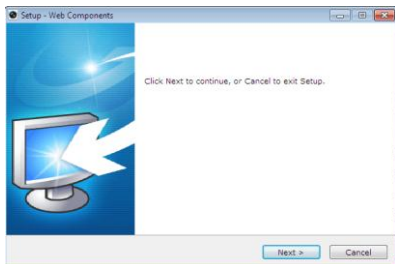 Setup - Web Components
Click Next to continue, or Cancel to exit Setup.
Next >
Cancel